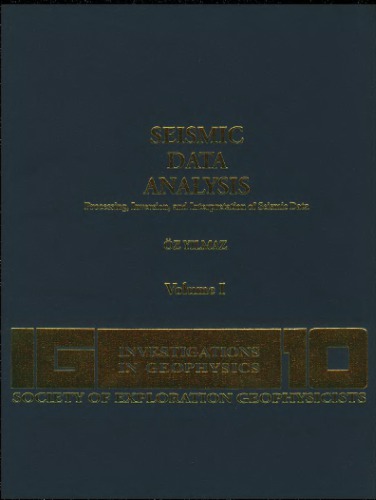 SEISMIC
DATA
ANALYSIS
Processing, Inversion, and Interpretation of Seismic Data
ÖZ YILMAZ
Volume I
IG 10
INVESTIGATIONS
IN GEOPHYSICS
SOCIETY OF EXPLORATION GEOPHYSICISTS